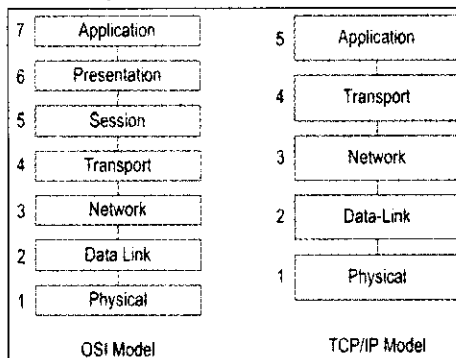 7 Application
6 Presentation
5 Session
4 Transport
3 Network
2 Data Link
1 Physical
OSI Model
5 Application
4 Transport
3 Network
2 Data-Link
1 Physical
TCP/IP Model